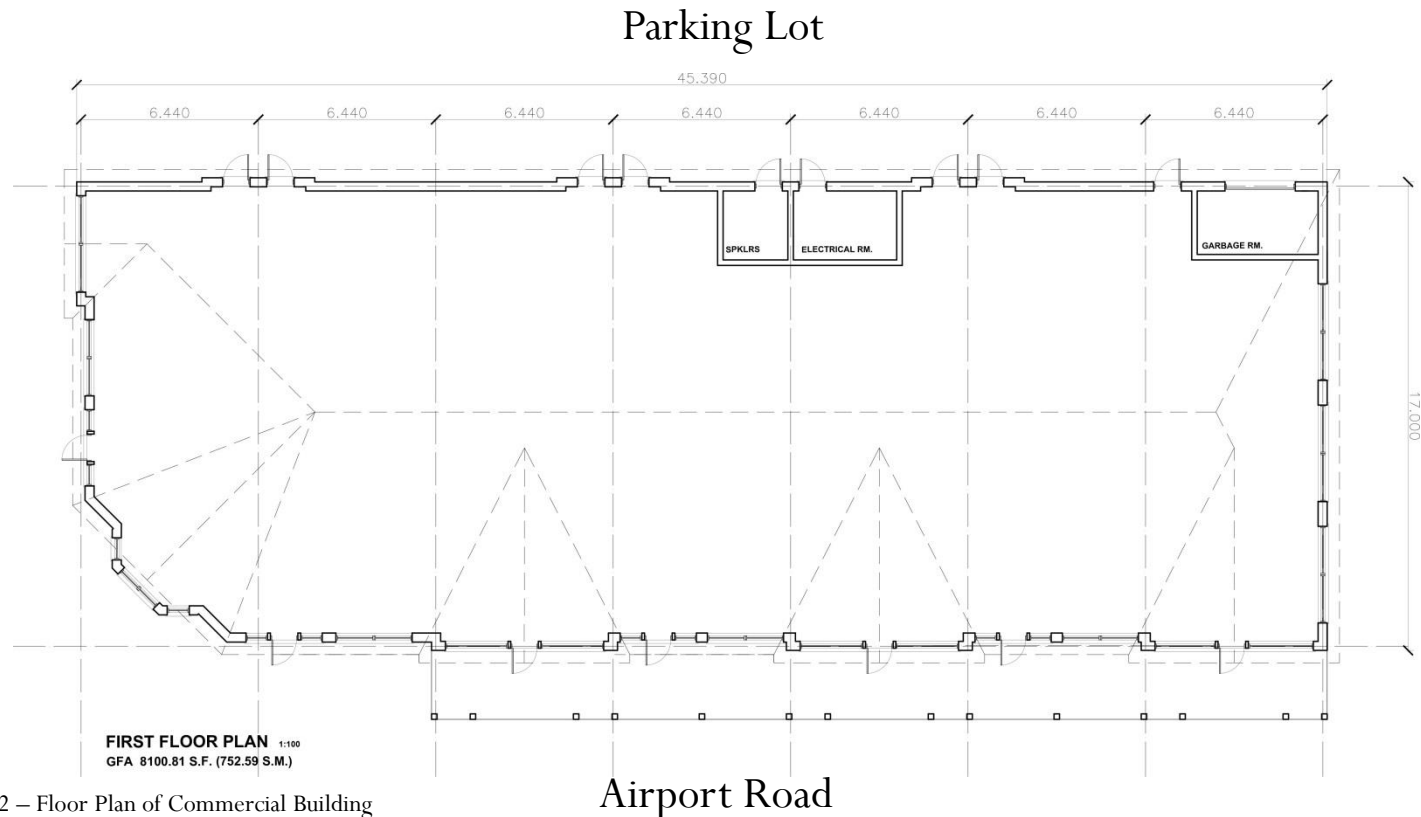 Parking Lot
45.390
6.440 6.440 6.440 6.440 6.440 6.440 6.440
SPKLRS ELECTRICAL RM. GARBAGE RM.
17.000
FIRST FLOOR PLAN 1:100
GFA 8100.81 S.F. (752.59 S.M.)
Airport Road
2 – Floor Plan of Commercial Building